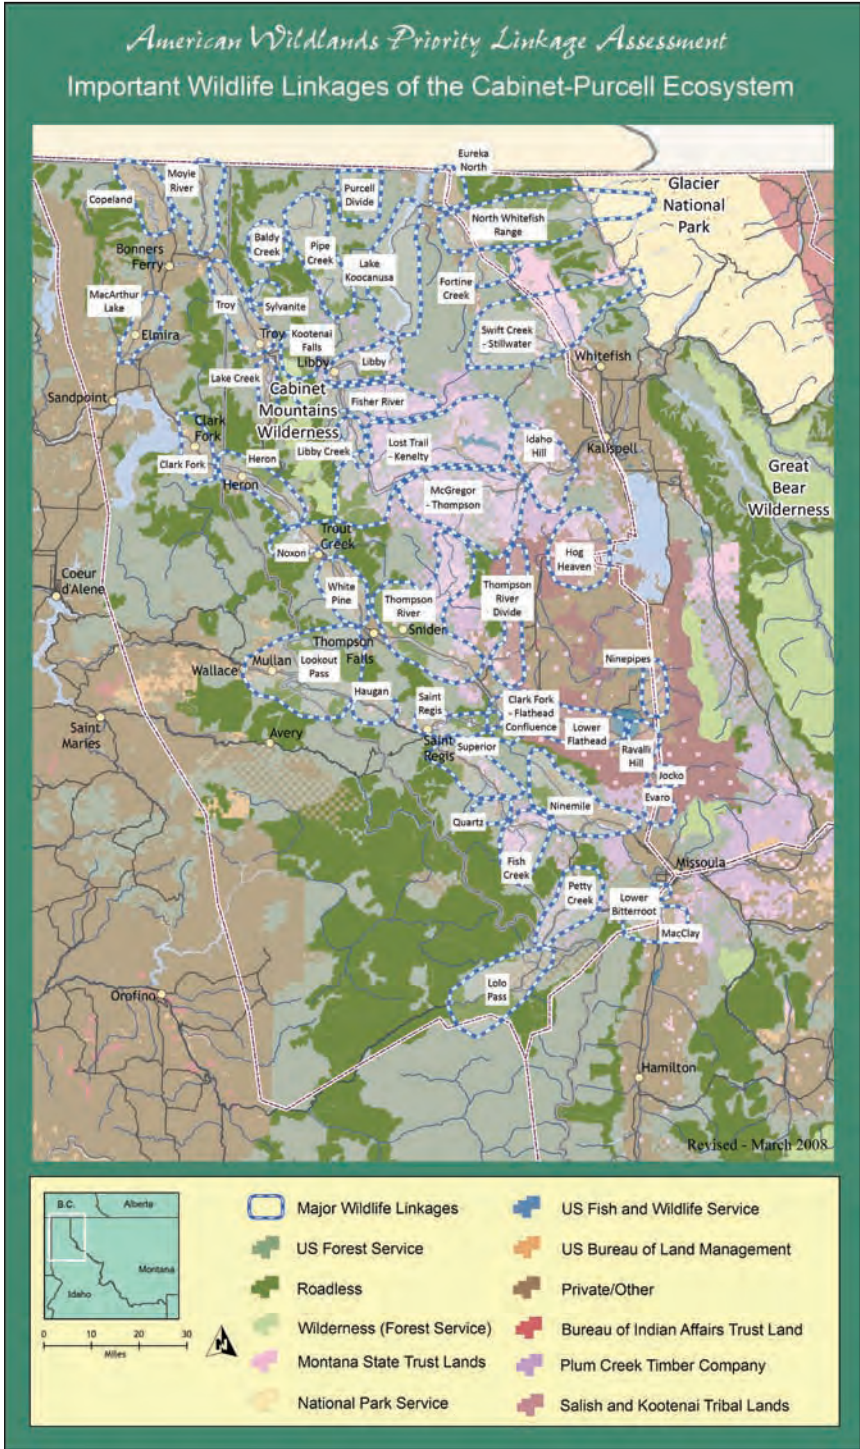 American Wildlands Priority Linkage Assessment
Important Wildlife Linkages of the Cabinet-Purcell Ecosystem
Eureka
North
Moyie
River
Copeland
Purcell
Divide
Glacier
National
Park
North Whitefish
Range
Baldy
Creek
Pipe
Creek
Bonners
Ferry
Lake
Koocanusa
Fortine
Creek
MacArthur
Lake
Troy
Sylvanite
Elmira
Troy
Kootenai
Falls
Swift Creek
- Stillwater
Libby
Libby
Whitefish
Lake Creek
Cabinet
Mountains
Wilderness
Sandpoint
Fisher River
Clark
Fork
Clark Fork
Heron
Heron
Libby Creek
Lost Trail
- Kenelty
Idaho
Hill
Kalispell
McGregor
- Thompson
Great
Bear
Wilderness
Trout
Creek
Noxon
Hog
Heaven
Coeur
d'Alene
White
Pine
Thompson
River
Thompson
River
Divide
Snider
Thompson
Falls
Wallace
Mullan
Lookout
Pass
Ninepipes
Haugan
Saint
Regis
Clark Fork
- Flathead
Confluence
Saint
Maries
Avery
Saint
Regis
Superior
Lower
Flathead
Ravalli
Hill
Jocko
Evaro
Quartz
Ninemile
Fish
Creek
Missoula
Petty
Creek
Lower
Bitterroot
MacClay
Orofino
Lolo
Pass
Hamilton
Revised - March 2008
B.C.
Alberta
Montana
Idaho
0 10 20 30
Miles
N
Major Wildlife Linkages
US Forest Service
Roadless
Wilderness (Forest Service)
Montana State Trust Lands
National Park Service
US Fish and Wildlife Service
US Bureau of Land Management
Private/Other
Bureau of Indian Affairs Trust Land
Plum Creek Timber Company
Salish and Kootenai Tribal Lands